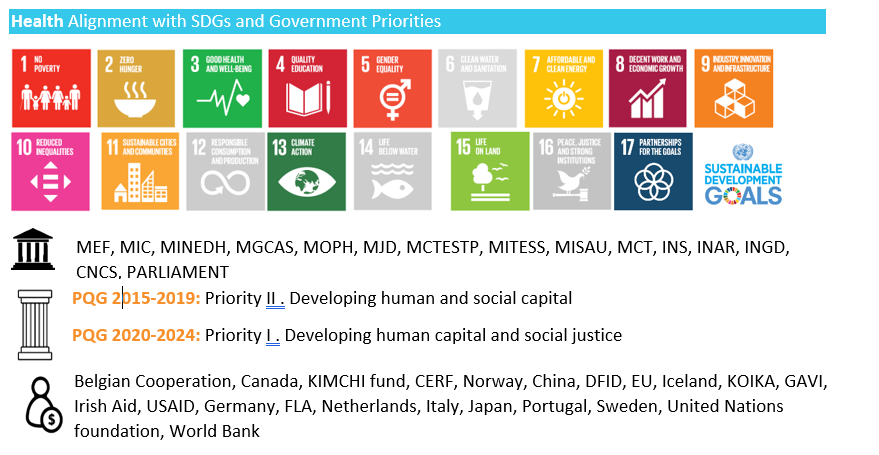 Health Alignment with SDGs and Government Priorities
1 NO POVERTY
2 ZERO HUNGER
3 GOOD HEALTH AND WELL-BEING
4 QUALITY EDUCATION
5 GENDER EQUALITY
6 CLEAN WATER AND SANITATION
7 AFFORDABLE AND CLEAN ENERGY
8 DECENT WORK AND ECONOMIC GROWTH
9 INDUSTRY, INNOVATION AND INFRASTRUCTURE
10 REDUCED INEQUALITIES
11 SUSTAINABLE CITIES AND COMMUNITIES
12 RESPONSIBLE CONSUMPTION AND PRODUCTION
13 CLIMATE ACTION
14 LIFE BELOW WATER
15 LIFE ON LAND
16 PEACE, JUSTICE AND STRONG INSTITUTIONS
17 PARTNERSHIPS FOR THE GOALS
SUSTAINABLE
DEVELOPMENT
GOALS
MEF, MIC, MINEDH, MGCAS, MOPH, MJD, MCTESTP, MITESS, MISAU, MCT, INS, INAR, INGD,
CNCS, PARLIAMENT
PQG 2015-2019: Priority II . Developing human and social capital
PQG 2020-2024: Priority I . Developing human capital and social justice
Belgian Cooperation, Canada, KIMCHI fund, CERF, Norway, China, DFID, EU, Iceland, KOIKA, GAVI,
Irish Aid, USAID, Germany, FLA, Netherlands, Italy, Japan, Portugal, Sweden, United Nations
foundation, World Bank
$